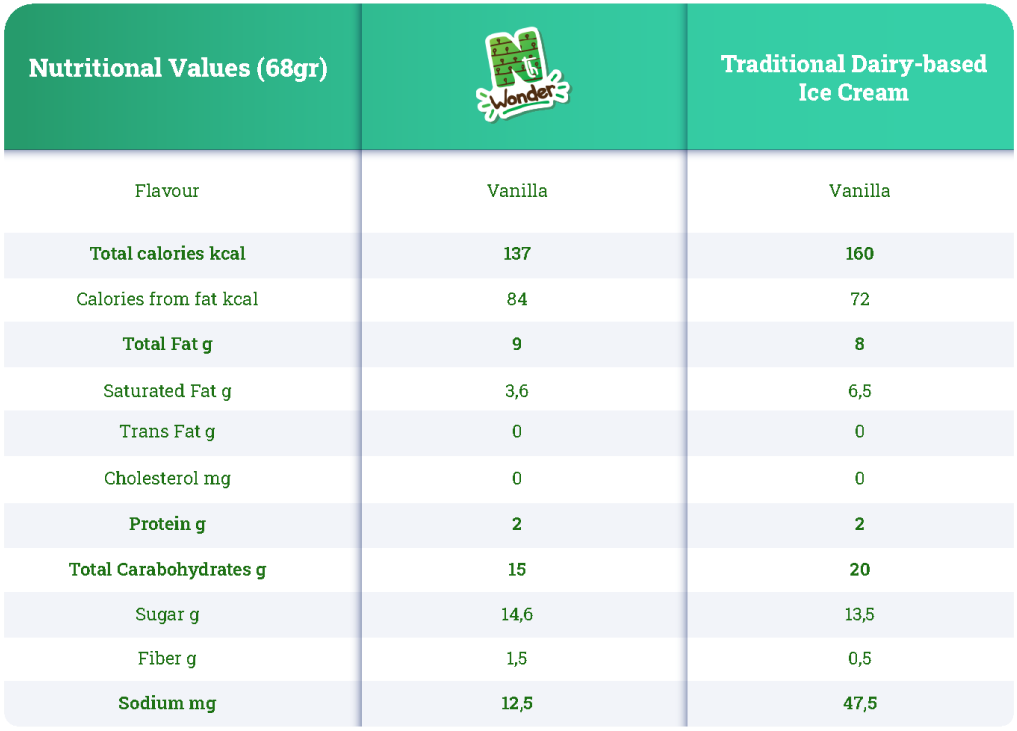 Nutritional Values (68gr)
N
Wonder
Traditional Dairy-based
Ice Cream
Flavour Vanilla Vanilla
Total calories kcal 137 160
Calories from fat kcal 84 72
Total Fat g 9 8
Saturated Fat g 3,6 6,5
Trans Fat g 0 0
Cholesterol mg 0 0
Protein g 2 2
Total Carabohydrates g 15 20
Sugar g 14,6 13,5
Fiber g 1,5 0,5
Sodium mg 12,5 47,5